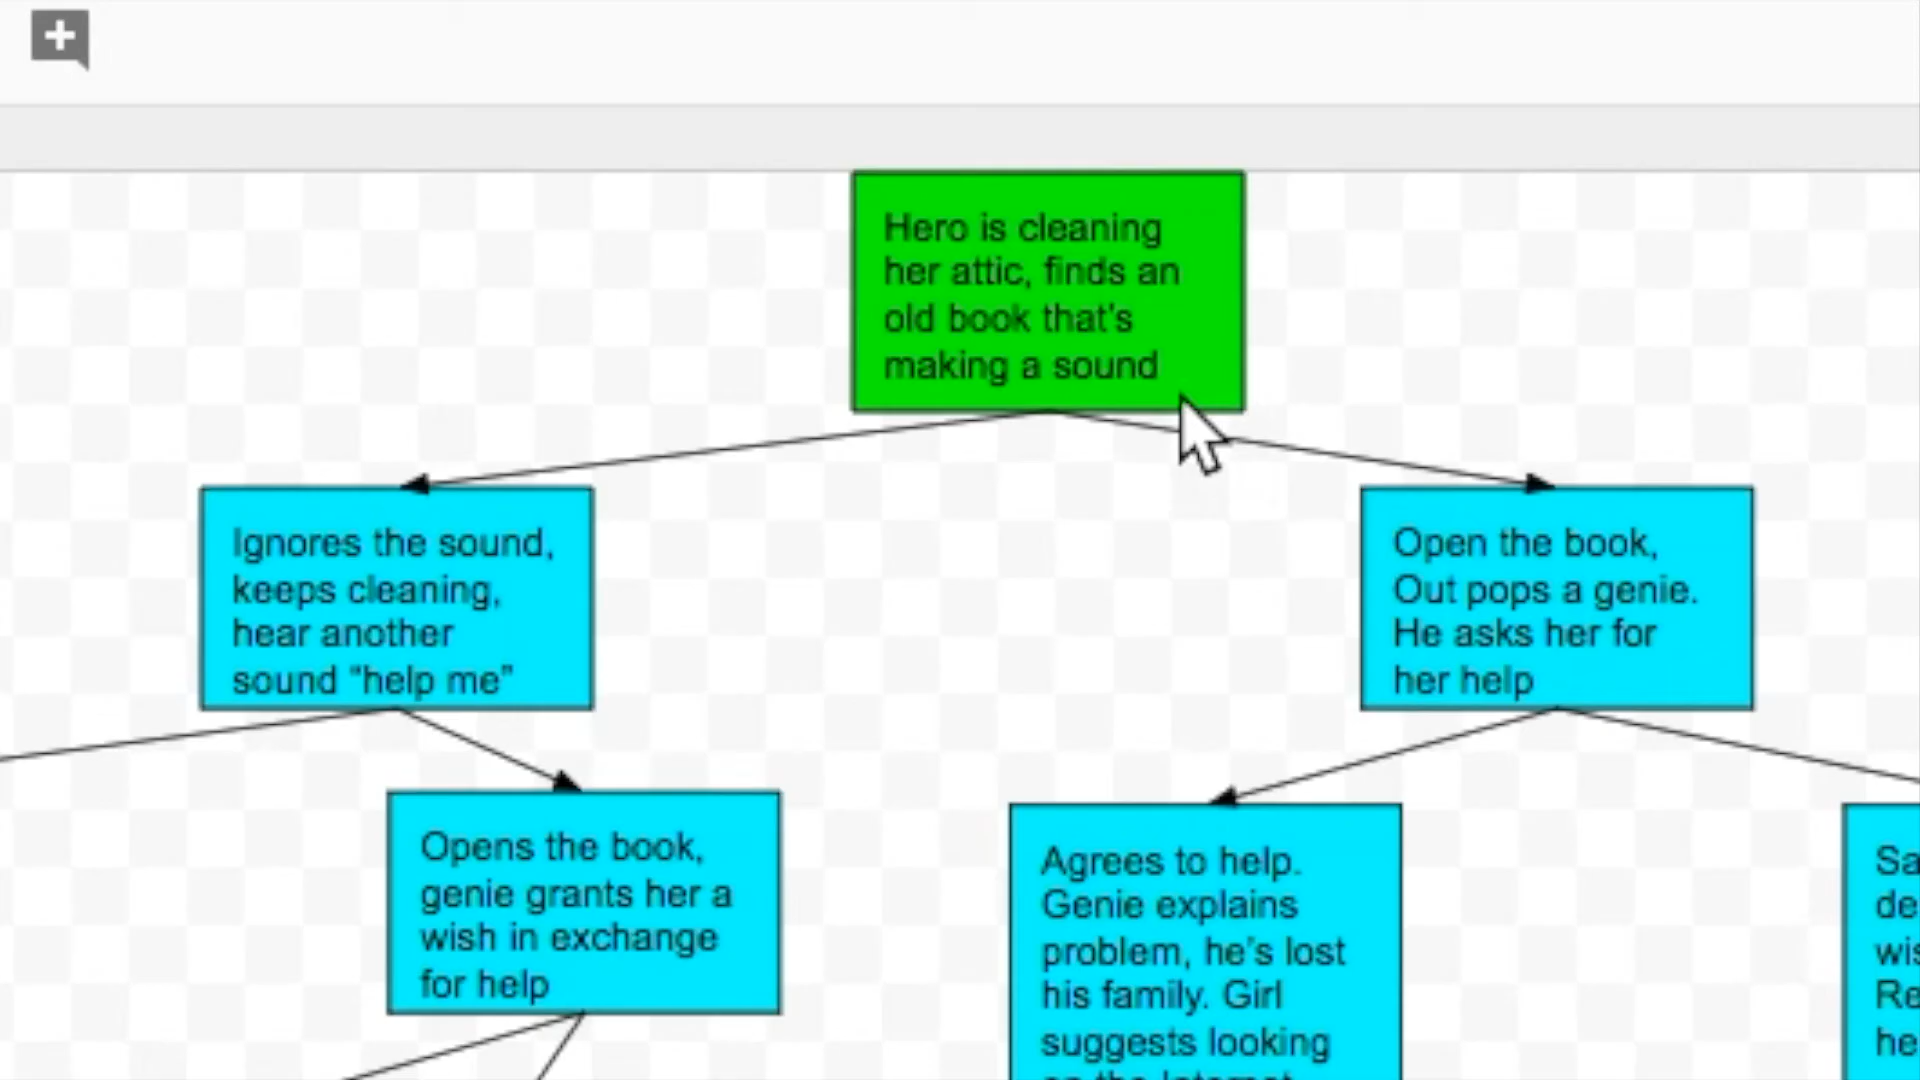 Hero is cleaning
her attic, finds an
old book that's
making a sound
Ignores the sound,
keeps cleaning,
hear another
sound "help me"
Open the book,
Out pops a genie.
He asks her for
her help
Opens the book,
genie grants her a
wish in exchange
for help
Agrees to help.
Genie explains
problem, he's lost
his family. Girl
suggests looking